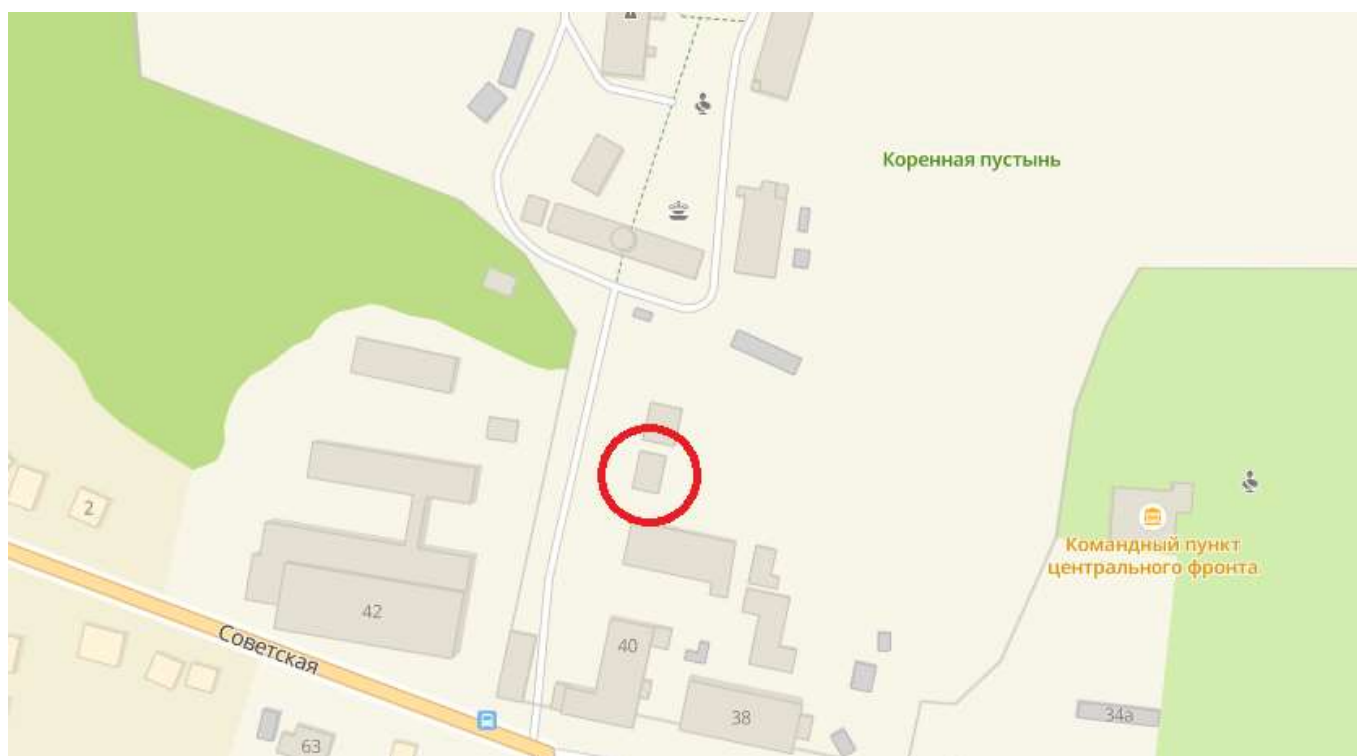 Коренная пустынь
2
Командный пункт
центрального фронта
42
Советская
40
38
34а
63